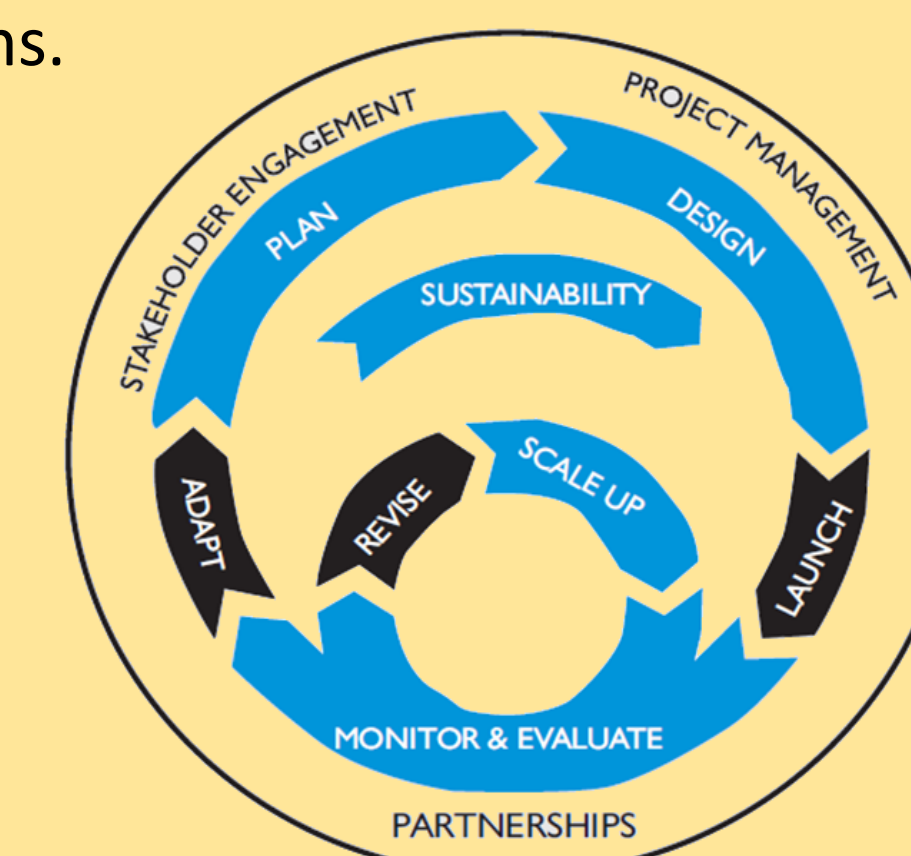 ns.
STAKEHOLDER ENGAGEMENT
PROJECT MANAGEMENT
PLAN
DESIGN
SUSTAINABILITY
SCALE UP
REVISE
ADAPT
LAUNCH
MONITOR & EVALUATE
PARTNERSHIPS